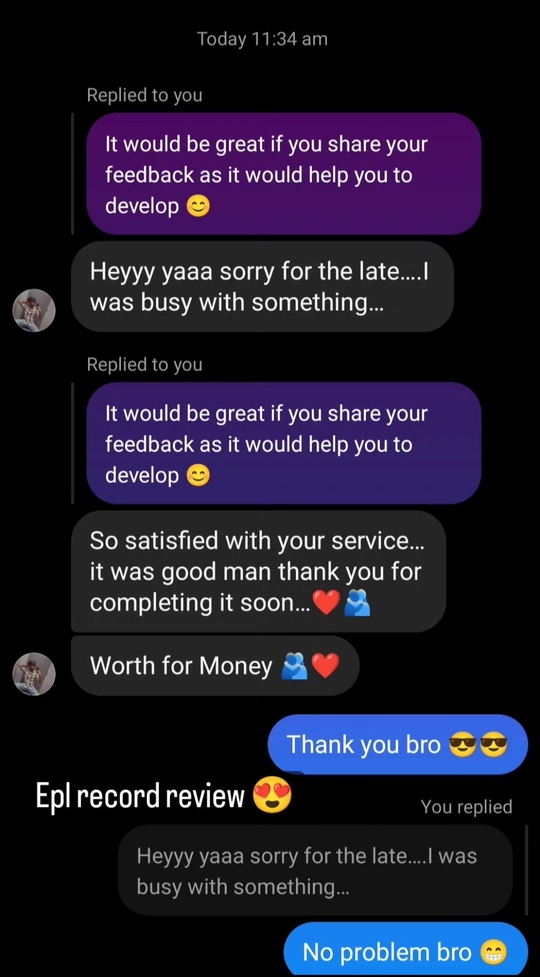 Today 11:34 am
Replied to you
It would be great if you share your
feedback as it would help you to
develop 😊
Heyyy yaaa sorry for the late....I
was busy with something...
Replied to you
It would be great if you share your
feedback as it would help you to
develop 😊
So satisfied with your service...
it was good man thank you for
completing it soon...❤️🫂
Worth for Money 🫂❤️
Thank you bro 😎😎
Epl record review 😍
You replied
Heyyy yaaa sorry for the late....I was
busy with something...
No problem bro 😁